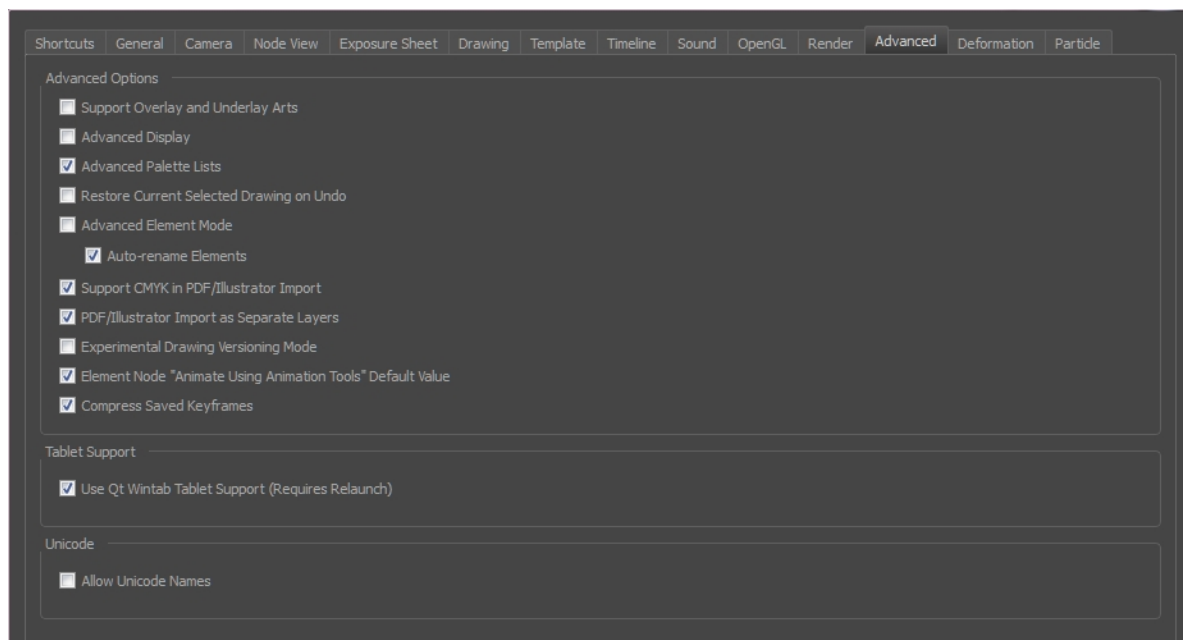 Shortcuts General Camera Node View Exposure Sheet Drawing Template Timeline Sound OpenGL Render Advanced Deformation Particle
Advanced Options
Support Overlay and Underlay Arts
Advanced Display
Advanced Palette Lists
Restore Current Selected Drawing on Undo
Advanced Element Mode
Auto-rename Elements
Support CMYK in PDF/Illustrator Import
PDF/Illustrator Import as Separate Layers
Experimental Drawing Versioning Mode
Element Node "Animate Using Animation Tools" Default Value
Compress Saved Keyframes
Tablet Support
Use Qt Wintab Tablet Support (Requires Relaunch)
Unicode
Allow Unicode Names